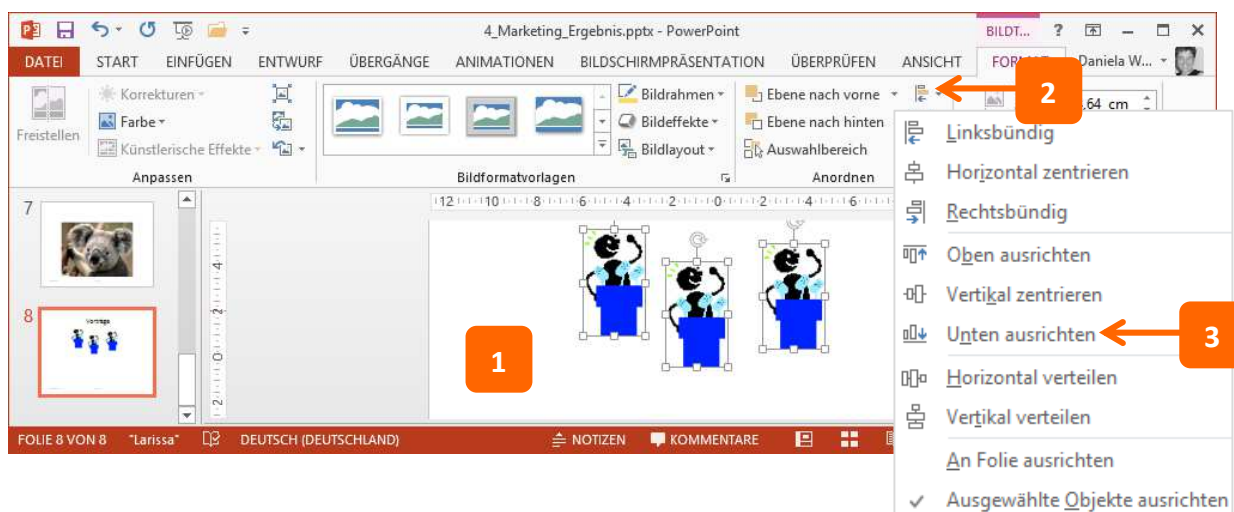 4_Marketing_Ergebnis.pptx - PowerPoint BILDT... ?
DATEI START EINFÜGEN ENTWURF ÜBERGÄNGE ANIMATIONEN BILDSCHIRMPRÄSENTATION ÜBERPRÜFEN ANSICHT Daniela W...
2
Freistellen
Korrekturen
Farbe
Künstlerische Effekte
Anpassen
Bildrahmen
Bildeffekte
Bildlayout
Bildformatvorlagen
Ebene nach vorne
Ebene nach hinten
Auswahlbereich
Anordnen
,64 cm
Linksbündig
Horizontal zentrieren
Rechtsbündig
Oben ausrichten
Vertikal zentrieren
Unten ausrichten
3
Horizontal verteilen
Vertikal verteilen
An Folie ausrichten
Ausgewählte Objekte ausrichten
12 10 8 6 4 2 0 2 4 6
7
8
4
2
0
2
1
FOLIE 8 VON 8 "Larissa" DEUTSCH (DEUTSCHLAND) NOTIZEN KOMMENTARE